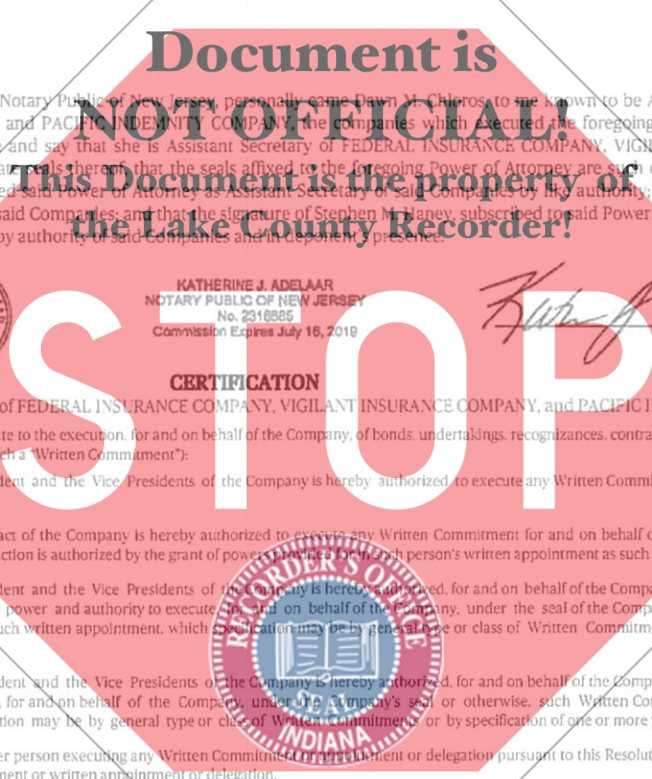 Document is
Notary Public of New Jersey, personally came Dawn M. Chloros, to me known to be A
NOT OFFICIAL!
and PACIFIC INDEMNITY COMPANY, the companies which executed the foregoing
and say that she is Assistant Secretary of FEDERAL INSURANCE COMPANY, VIGIL
thereof, that the seals affixed to the foregoing Power of Attorney are such
This Document is the property of
ed said Power of Attorney as Assistant Secretary of said Companies by like authority;
said Companies; and that the signature of Stephen M. Haney, subscribed to said Power
the Lake County Recorder!
by authority of said Companies and in deponent's presence.
KATHERINE J. ADELAAR
NOTARY PUBLIC OF NEW JERSEY
No. 2316885
Commission Expires July 16, 2019
STOP
CERTIFICATION
of FEDERAL INSURANCE COMPANY, VIGILANT INSURANCE COMPANY, and PACIFIC I
te to the execution, for and on behalf of the Company, of bonds, undertakings, recognizances, contra
ch a "Written Commitment"):
dent and the Vice Presidents of the Company is hereby authorized to execute any Written Commi
act of the Company is hereby authorized to execute any Written Commitment for and on behalf o
ction is authorized by the grant of powers provided for in such person's written appointment as such
dent and the Vice Presidents of the Company is hereby authorized, for and on behalf of the Compa
power and authority to execute, for and on behalf of the Company, under the seal of the Comp
uch written appointment, which specification may be by general type or class of Written Commitm
dent and the Vice Presidents of the Company is hereby authorized, for and on behalf of the Comp
, for and on behalf of the Company, under the Company's seal or otherwise, such Written Co
tion may be by general type or class of Written Commitments or by specification of one or more
er person executing any Written Commitment or appointment or delegation pursuant to this Resolut
ment or written appointment or delegation.
RECORDER'S OFFICE
SEAL
INDIANA